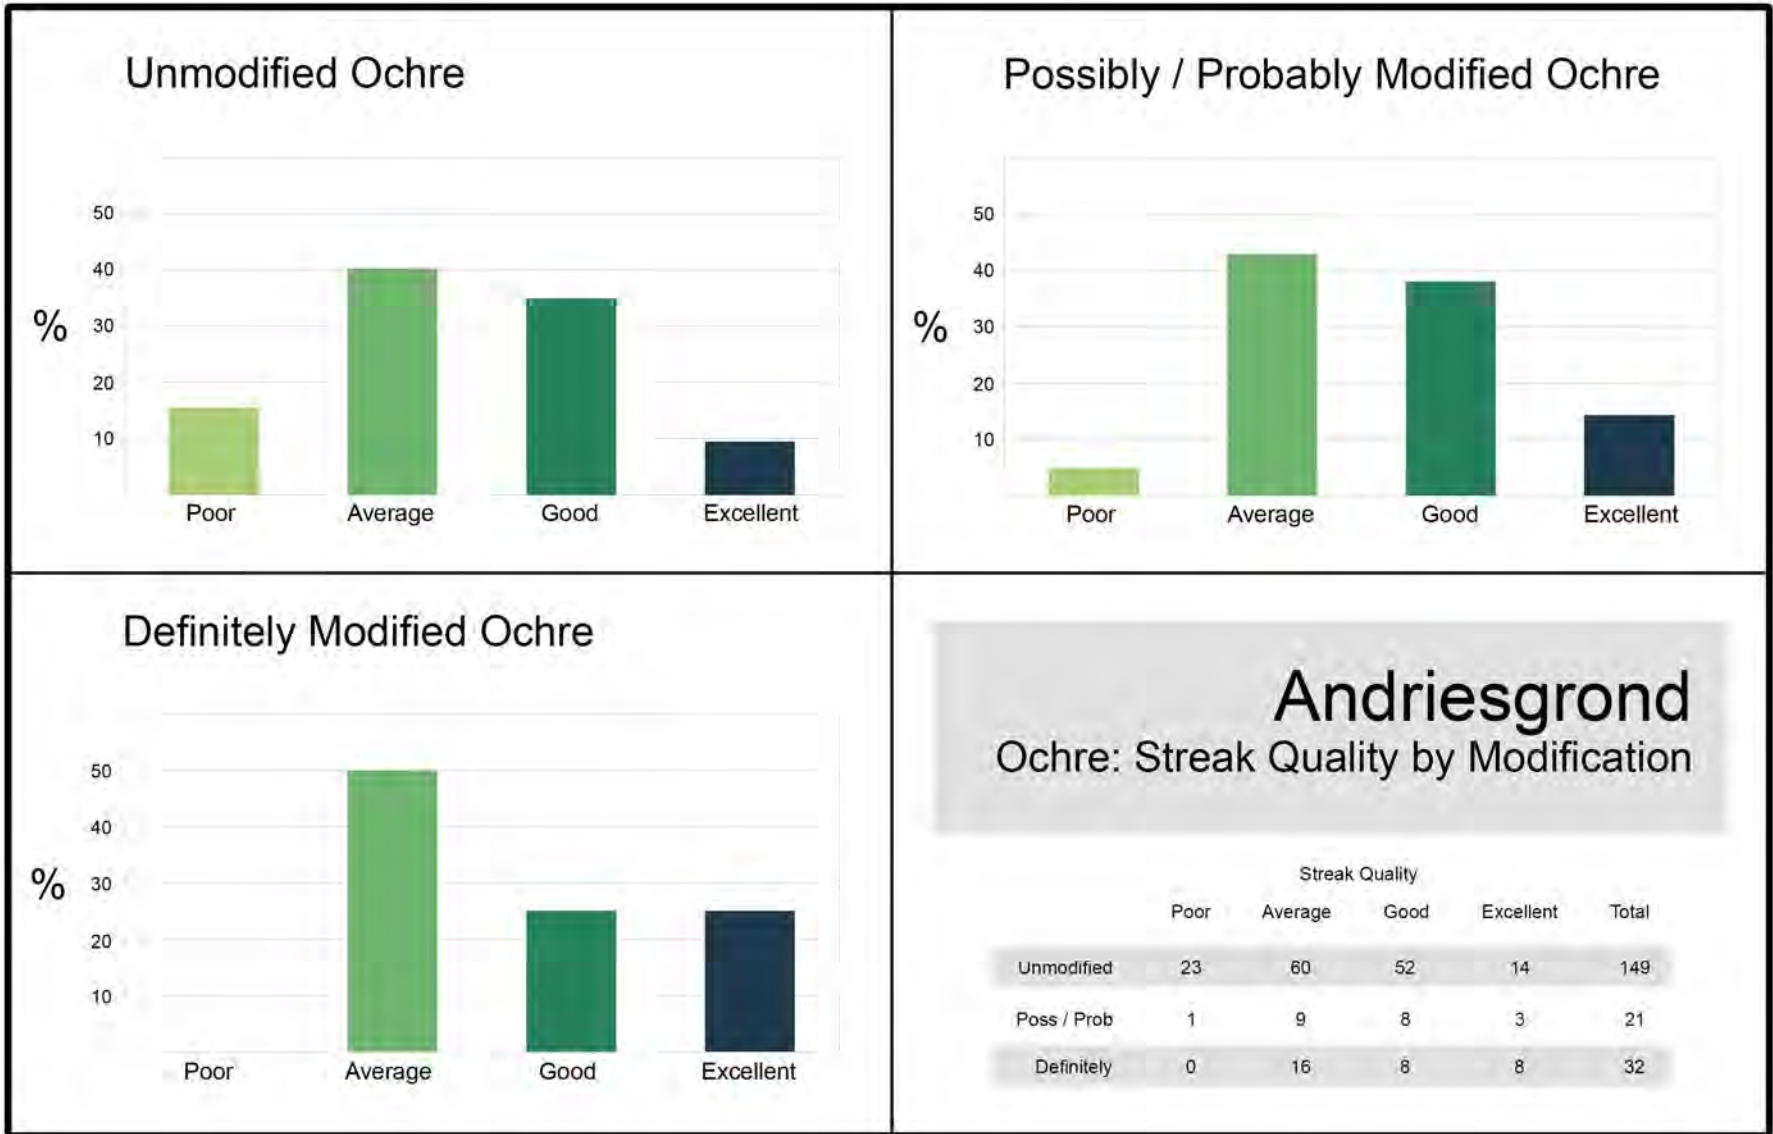 Unmodified Ochre
50
40
% 30
20
10
Poor Average Good Excellent
Possibly / Probably Modified Ochre
50
40
% 30
20
10
Poor Average Good Excellent
Definitely Modified Ochre
50
40
% 30
20
10
Poor Average Good Excellent
Andriesgrond
Ochre: Streak Quality by Modification
Streak Quality
Poor Average Good Excellent Total
Unmodified 23 60 52 14 149
Poss / Prob 1 9 8 3 21
Definitely 0 16 8 8 32